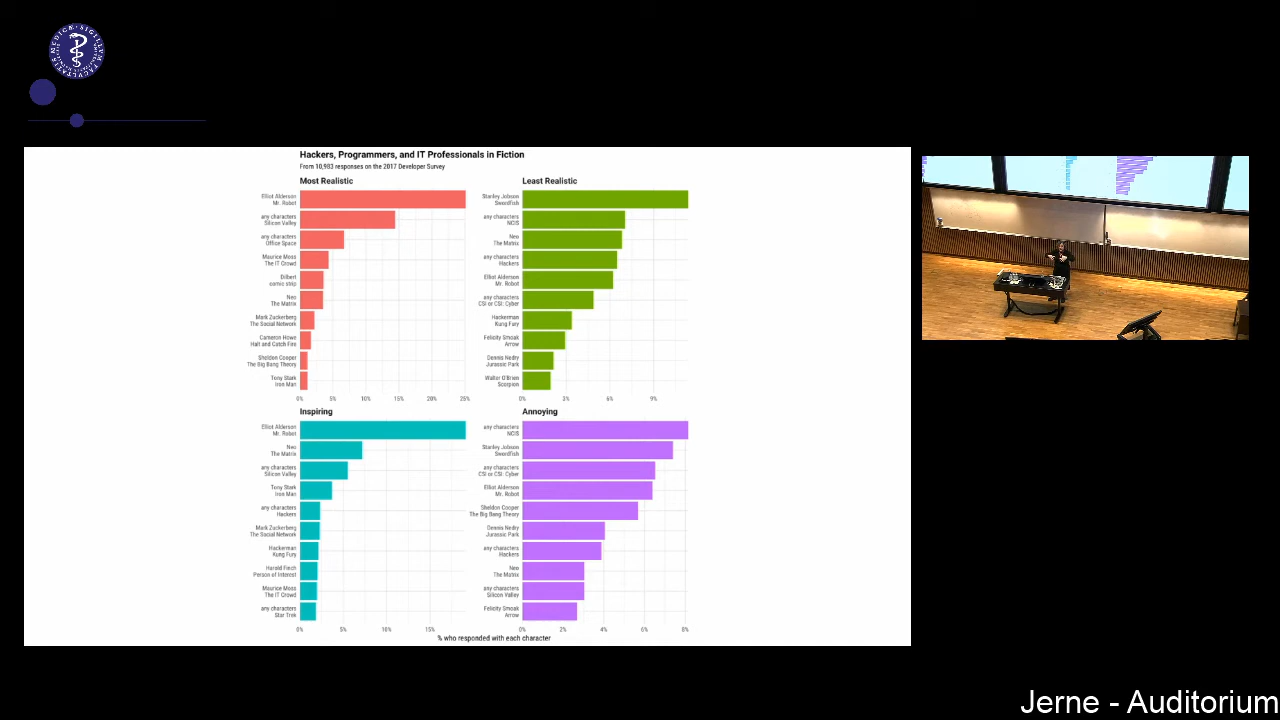 Hackers, Programmers, and IT Professionals in Fiction
From 10,983 responses on the 2017 Developer Survey
Most Realistic
Elliot Alderson
Mr. Robot
any characters
Silicon Valley
any characters
Office Space
Maurice Moss
The IT Crowd
Dilbert
comic strip
Neo
The Matrix
Mark Zuckerberg
The Social Network
Cameron Howe
Halt and Catch Fire
Sheldon Cooper
The Big Bang Theory
Tony Stark
Iron Man
0% 5% 10% 15% 20% 25%
Least Realistic
Stanley Jobson
Swordfish
any characters
NCIS
Neo
The Matrix
any characters
Hackers
Elliot Alderson
Mr. Robot
any characters
CSI or CSI: Cyber
Hackerman
Kung Fury
Felicity Smoak
Arrow
Dennis Nedry
Jurassic Park
Walter O'Brien
Scorpion
0% 3% 6% 9%
Inspiring
Elliot Alderson
Mr. Robot
Neo
The Matrix
any characters
Silicon Valley
Tony Stark
Iron Man
any characters
Hackers
Mark Zuckerberg
The Social Network
Hackerman
Kung Fury
Harold Finch
Person of Interest
Maurice Moss
The IT Crowd
any characters
Star Trek
0% 5% 10% 15%
Annoying
any characters
NCIS
Stanley Jobson
Swordfish
any characters
CSI or CSI: Cyber
Elliot Alderson
Mr. Robot
Sheldon Cooper
The Big Bang Theory
Dennis Nedry
Jurassic Park
any characters
Hackers
Neo
The Matrix
any characters
Silicon Valley
Felicity Smoak
Arrow
0% 2% 4% 6% 8%
% who responded with each character
Jerne - Auditorium